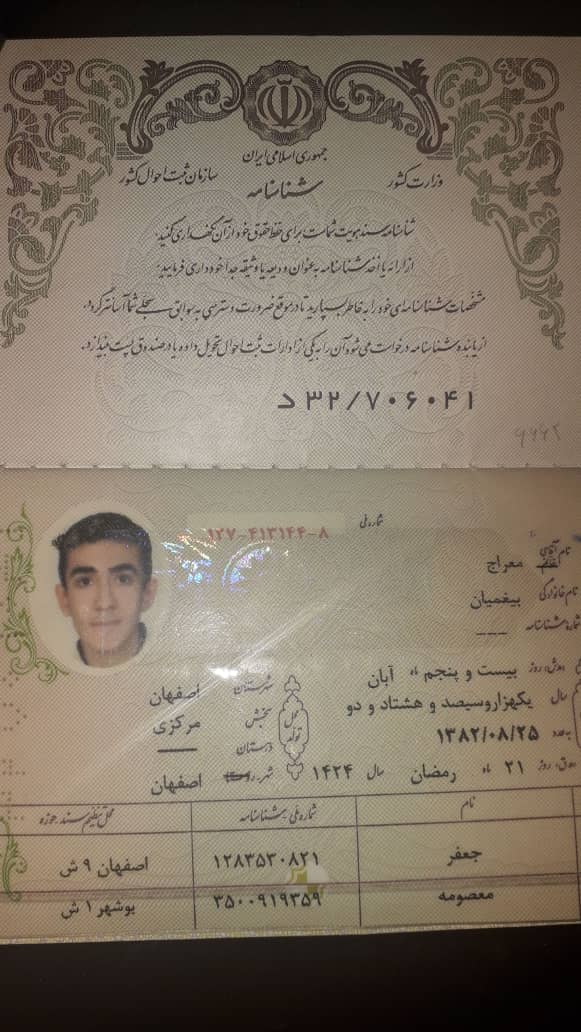 جمهوری اسلامی ایران
وزارت کشور
سازمان ثبت احوال کشور
شناسنامه
شناسنامه سند هویت شماست برای حفظ حقوق خود از آن نگهداری کنید.
از ارائه یا اخذ شناسنامه به عنوان ودیعه یا وثیقه جداً خودداری فرمایید.
مشخصات شناسنامه‌ای خود را به خاطر بسپارید تا در موقع ضرورت دسترسی به سوابق سجلی شما آسانتر گردد.
از یابنده شناسنامه درخواست می‌شود آن را به یکی از ادارات ثبت احوال تحویل داده و یا در صندوق پست بیندازد.
د ۳۲/۷۰۶۰۴۱
شماره ملی
۱۲۷-۴۱۳۱۴۴-۸
نام آقای خانم معراج
نام خانوادگی بیغمیان
شماره شناسنامه ---
روز بیست و پنجم ماه آبان
سال یکهزاروسیصد و هشتاد و دو
۱۳۸۲/۰۸/۲۵
روز ۲۱ ماه رمضان سال ۱۴۲۴
محل تولد
شهرستان اصفهان
بخش مرکزی
دهستان ---
شهر اصفهان
نام شماره ملی - شناسنامه محل تنظیم سند حوزه
جعفر ۱۲۸۳۵۳۰۸۲۱ اصفهان ۹ ش
معصومه ۳۵۰۰۹۱۹۳۵۹ بوشهر ۱ ش